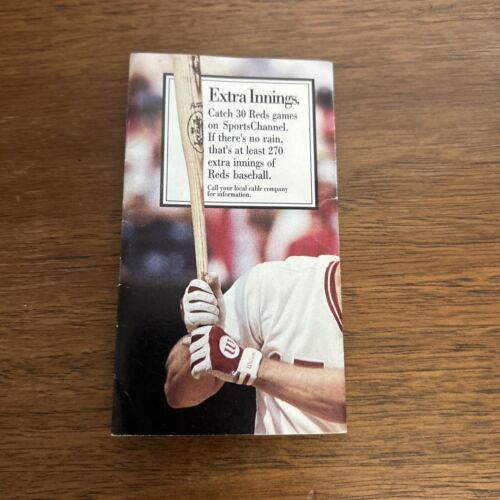 Extra Innings.
Catch 30 Reds games
on SportsChannel.
If there's no rain,
that's at least 270
extra innings of
Reds baseball.
Call your local cable company
for information.
W
Wilson